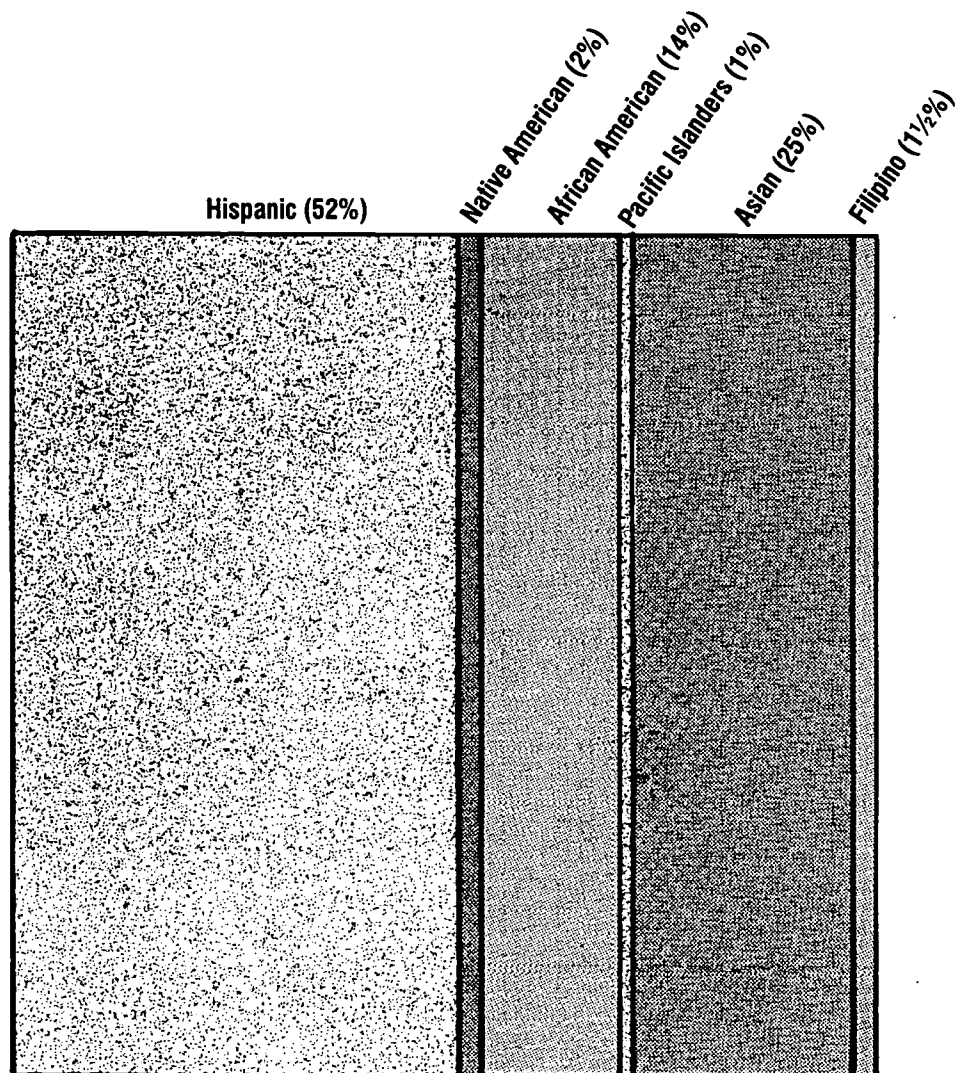 Hispanic (52%)
Native American (2%)
African American (14%)
Pacific Islanders (1%)
Asian (25%)
Filipino (1½%)